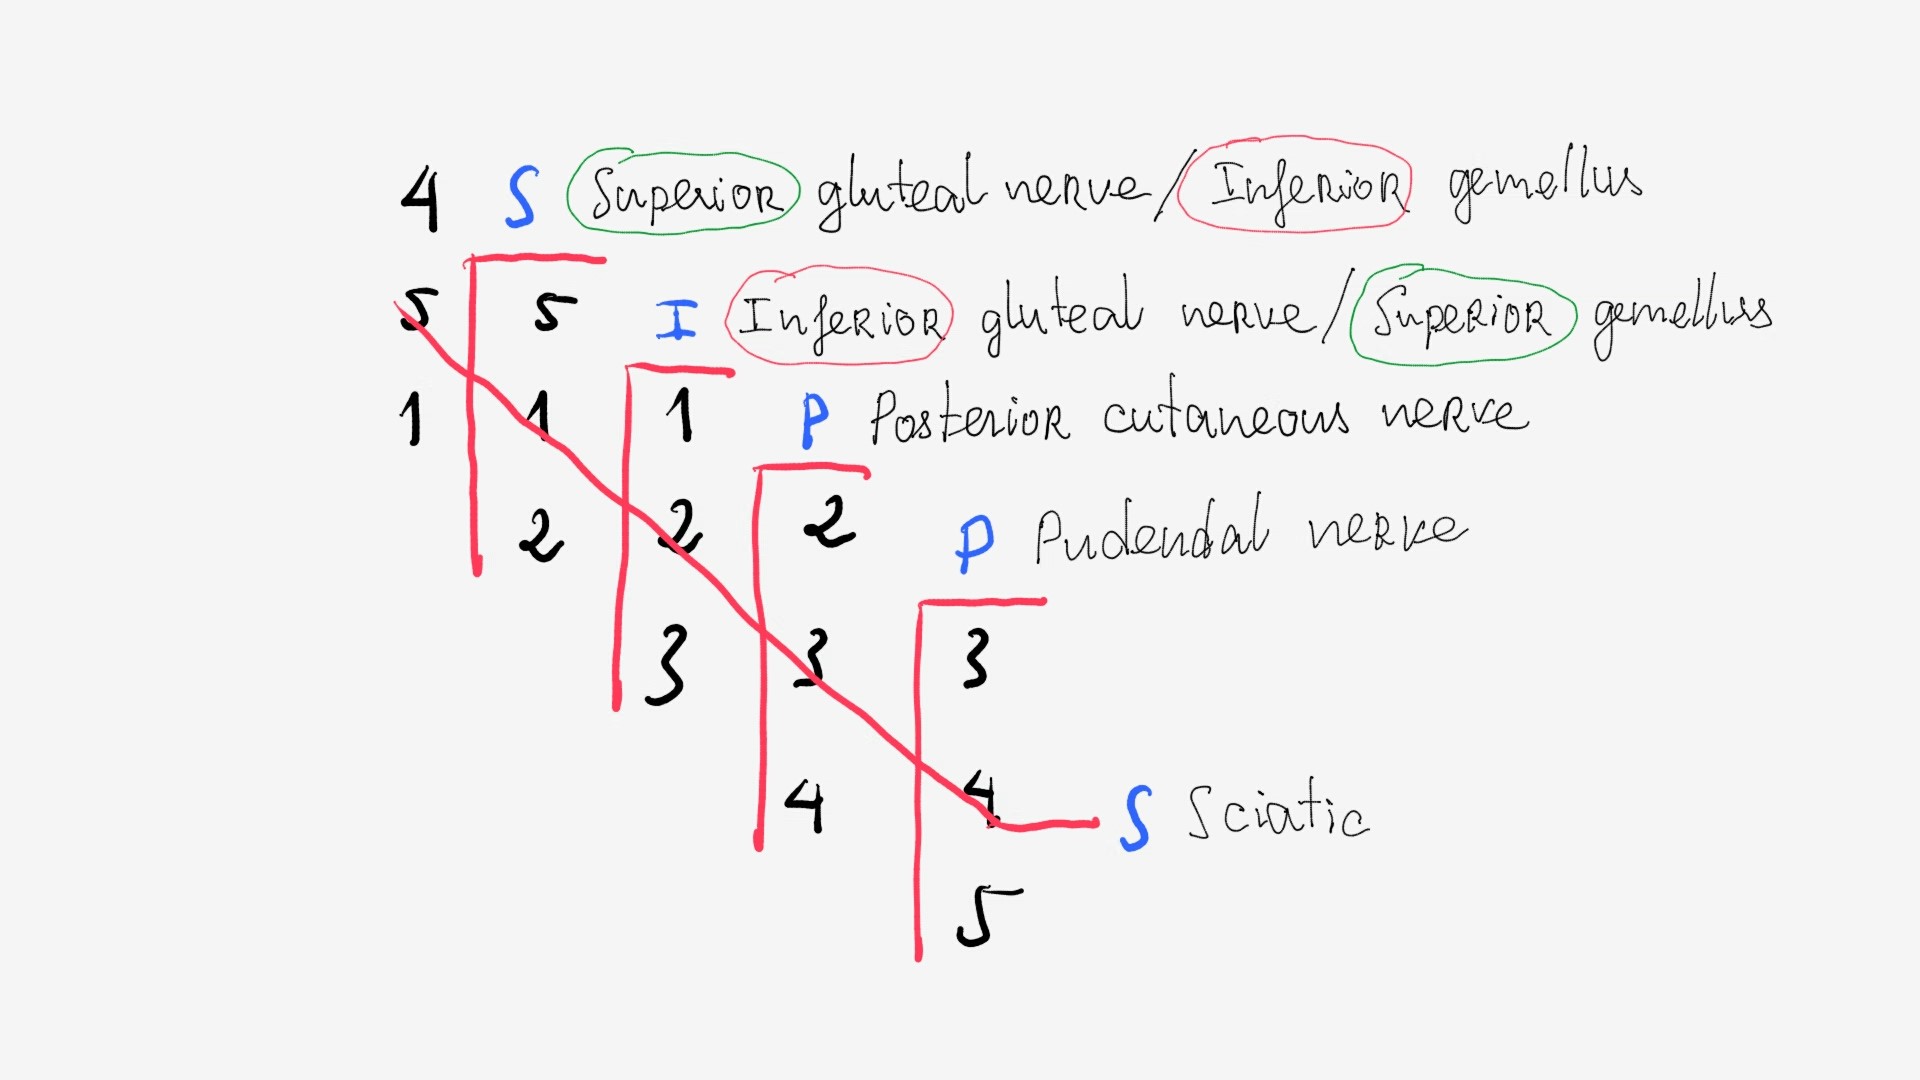 4 S Superior gluteal nerve/Inferior gemellus
5 5 I Inferior gluteal nerve/Superior gemelluss
1 1 1 P Posterior cutaneous nerve
2 2 2 P Pudendal nerve
3 3 3
4 4 S Sciatic
5